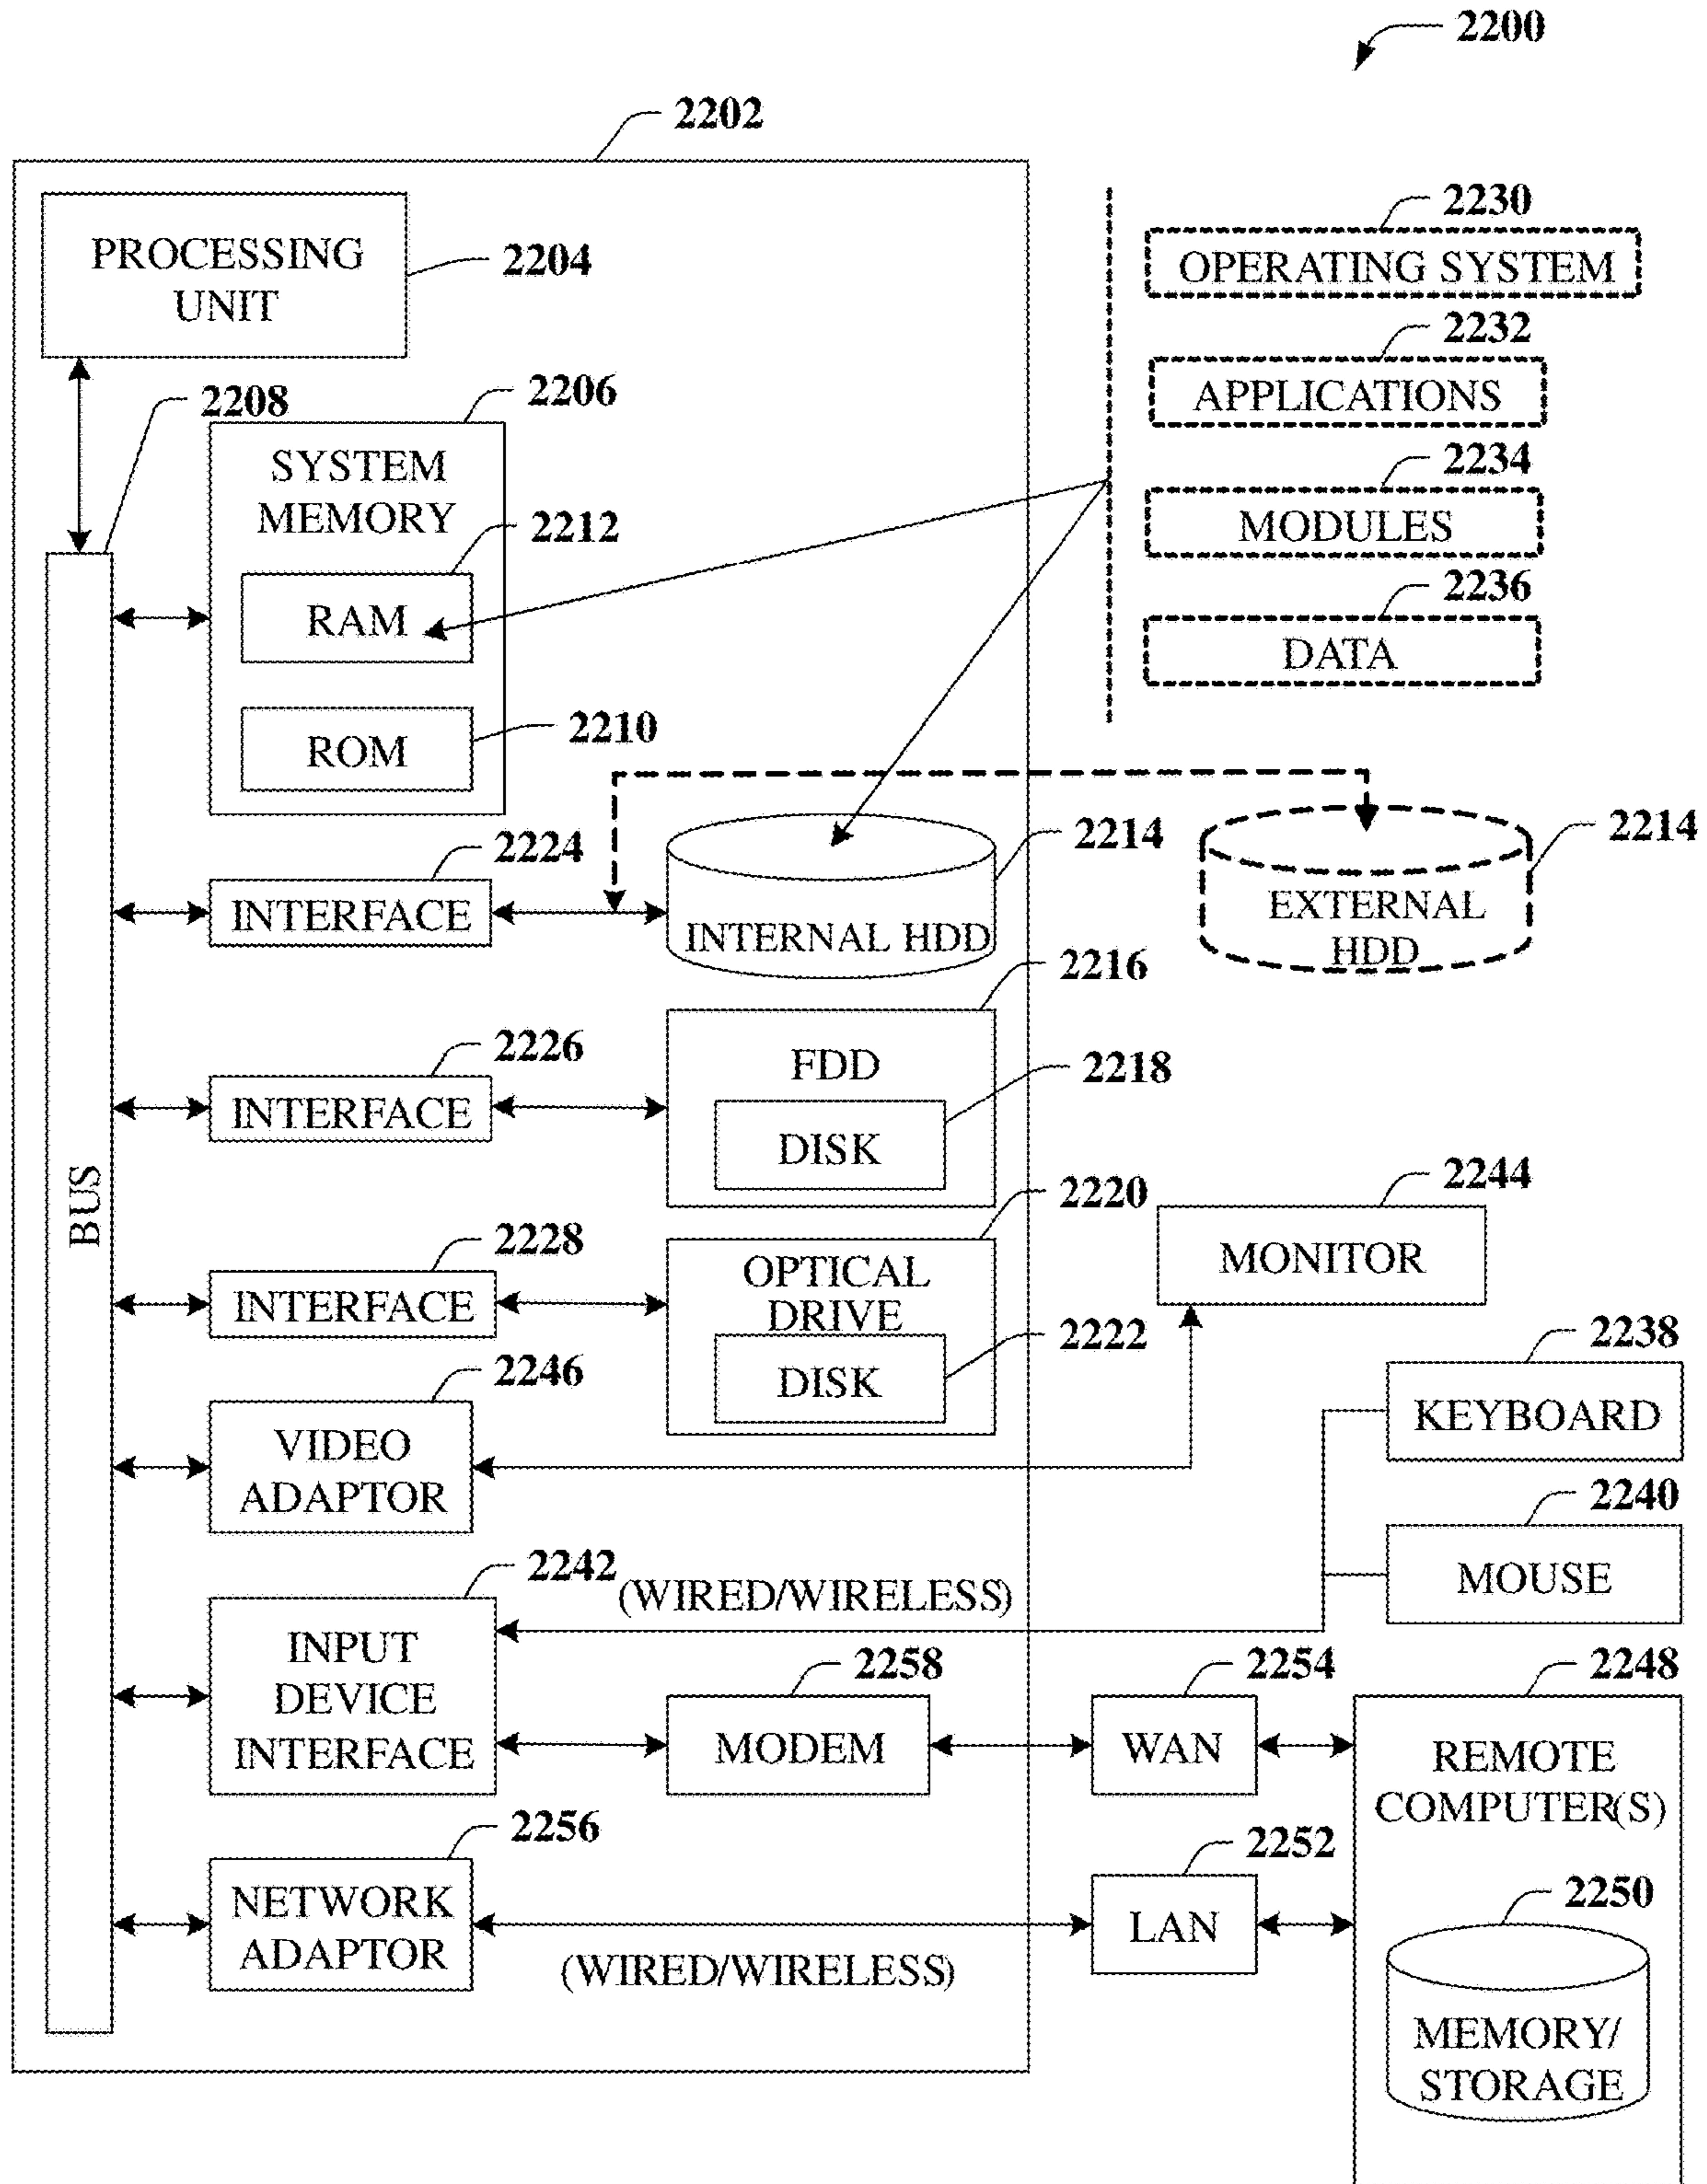 2200
2202
PROCESSING
UNIT
2204
2230
OPERATING SYSTEM
2232
APPLICATIONS
2234
MODULES
2236
DATA
2208
2206
SYSTEM
MEMORY
2212
RAM
2210
ROM
2224
INTERFACE
2214
INTERNAL HDD
2214
EXTERNAL
HDD
2216
2226
INTERFACE
FDD
2218
DISK
BUS
2220
2228
INTERFACE
OPTICAL
DRIVE
2222
DISK
2244
MONITOR
2238
KEYBOARD
2246
VIDEO
ADAPTOR
2240
MOUSE
2242
(WIRED/WIRELESS)
INPUT
DEVICE
INTERFACE
2258
MODEM
2254
WAN
2248
REMOTE
COMPUTER(S)
2256
NETWORK
ADAPTOR
(WIRED/WIRELESS)
2252
LAN
2250
MEMORY/
STORAGE